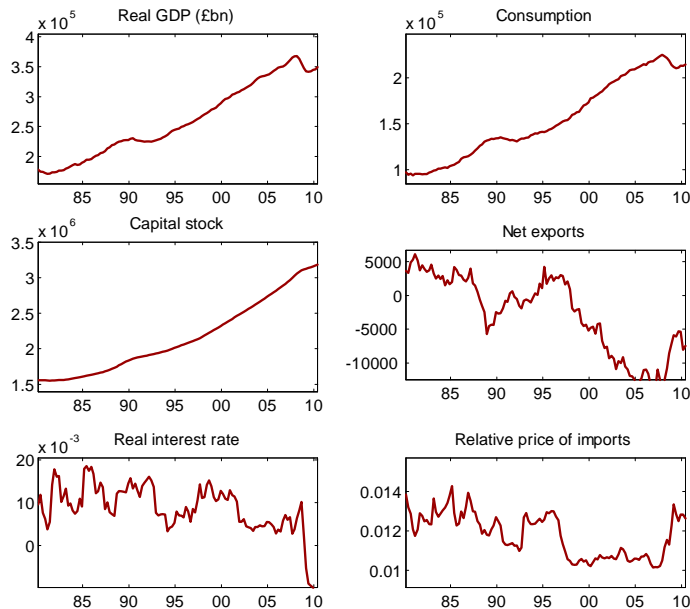 Real GDP (£bn)
x 10^5
4
3.5
3
2.5
2
85 90 95 00 05 10
Consumption
x 10^5
2
1.5
1
85 90 95 00 05 10
Capital stock
x 10^6
3.5
3
2.5
2
1.5
85 90 95 00 05 10
Net exports
5000
0
-5000
-10000
85 90 95 00 05 10
Real interest rate
x 10^-3
20
10
0
85 90 95 00 05 10
Relative price of imports
0.014
0.012
0.01
85 90 95 00 05 10